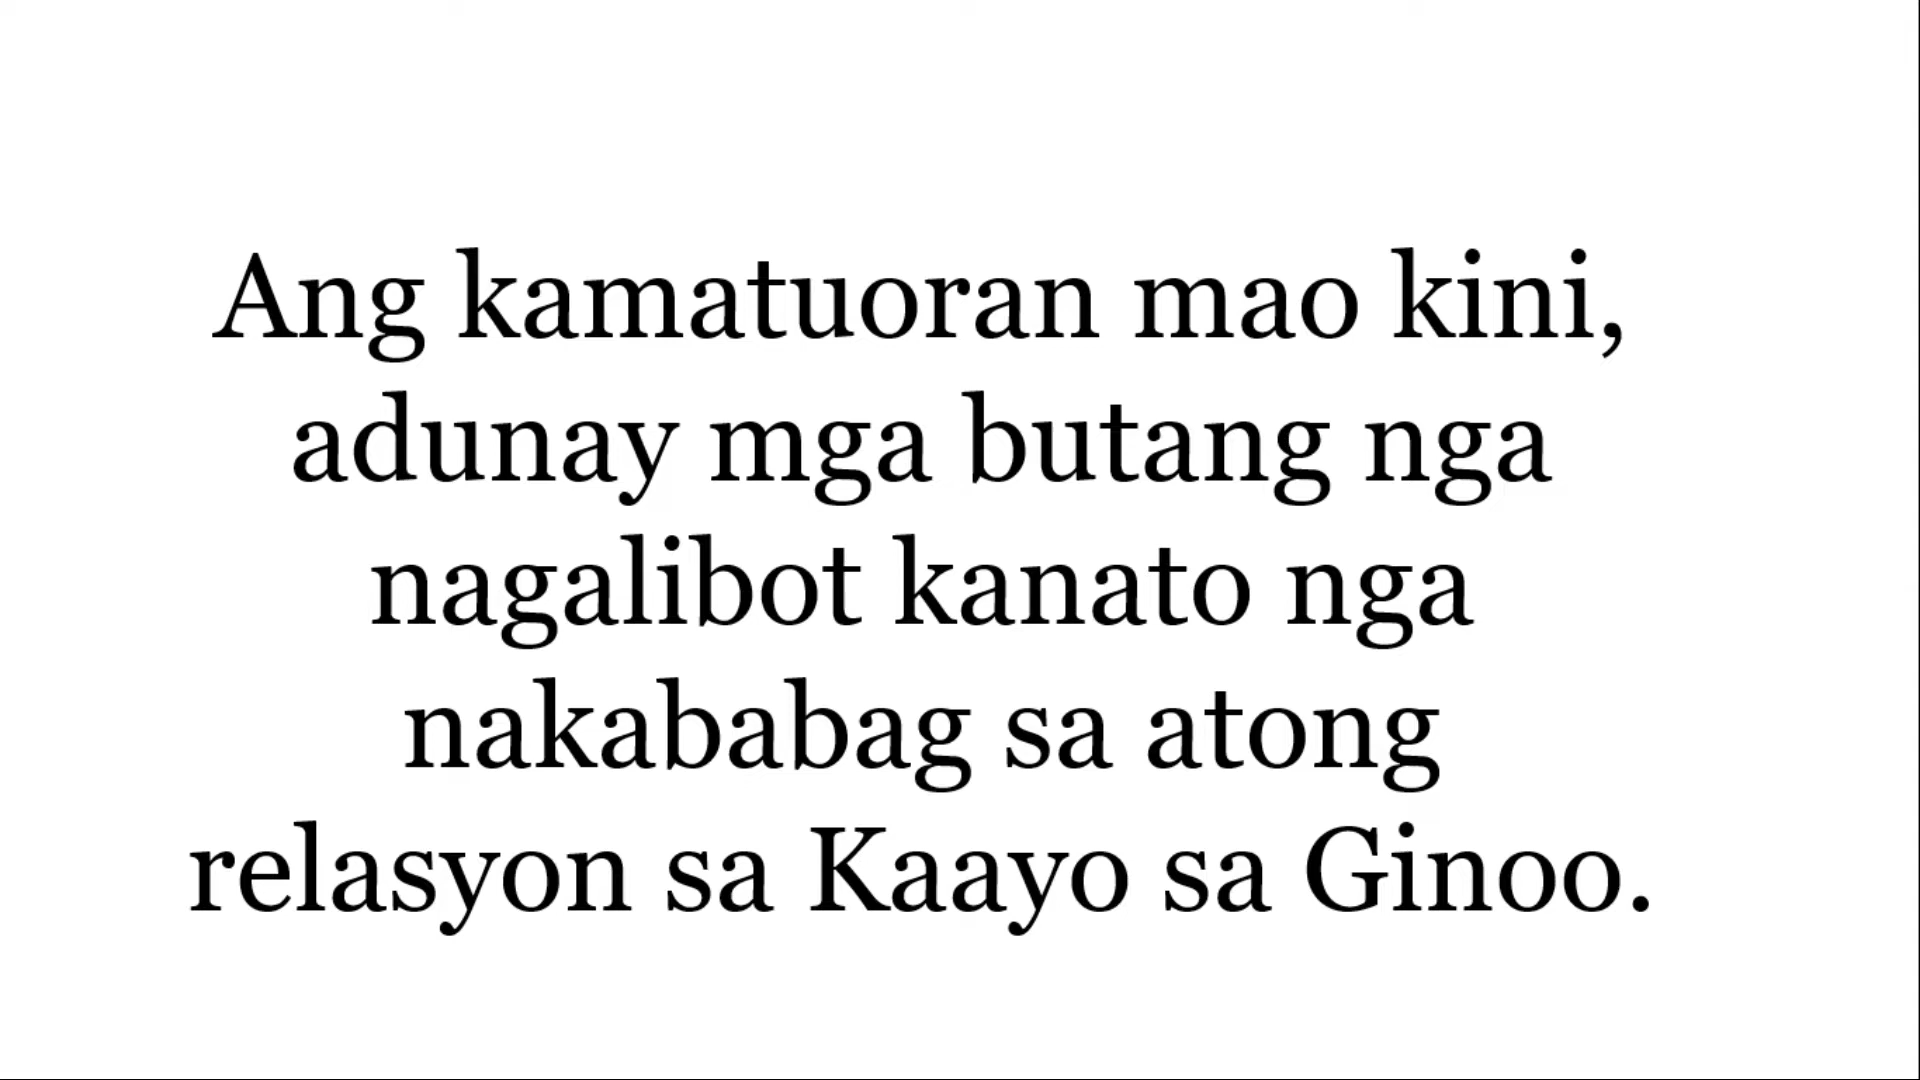 Ang kamatuoran mao kini,
adunay mga butang nga
nagalibot kanato nga
nakababag sa atong
relasyon sa Kaayo sa Ginoo.